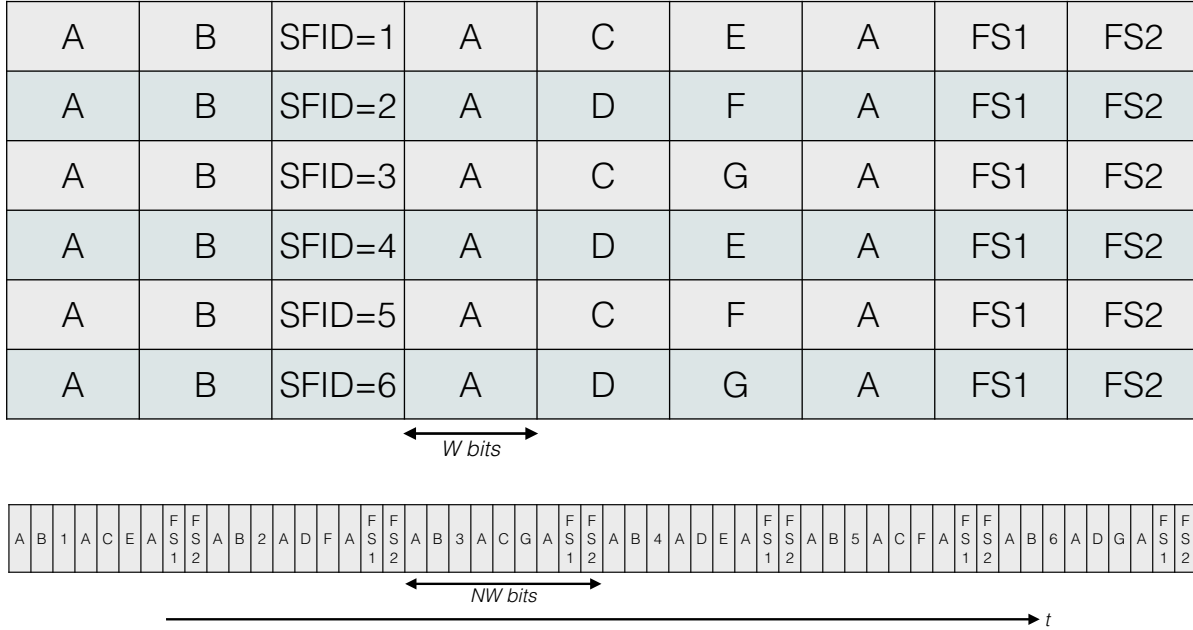 A B SFID=1 A C E A FS1 FS2
A B SFID=2 A D F A FS1 FS2
A B SFID=3 A C G A FS1 FS2
A B SFID=4 A D E A FS1 FS2
A B SFID=5 A C F A FS1 FS2
A B SFID=6 A D G A FS1 FS2
W bits
A B 1 A C E A FS1 FS2 A B 2 A D F A FS1 FS2 A B 3 A C G A FS1 FS2 A B 4 A D E A FS1 FS2 A B 5 A C F A FS1 FS2 A B 6 A D G A FS1 FS2
NW bits
t